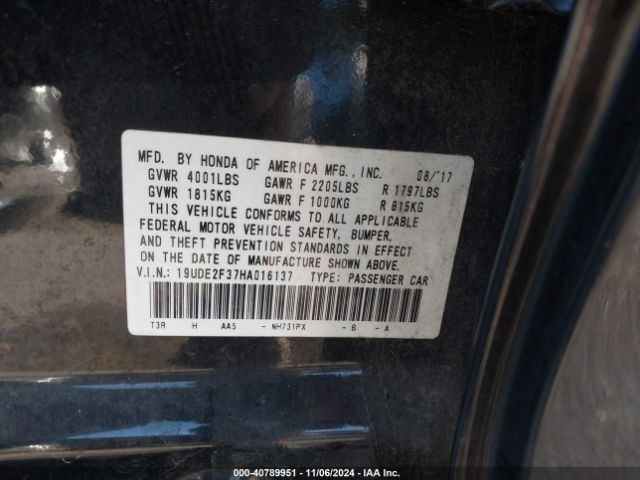 MFD. BY HONDA OF AMERICA MFG., INC. 08/'17
GVWR 4001LBS GAWR F 2205LBS R 1797LBS
GVWR 1815KG GAWR F 1000KG R 815KG
THIS VEHICLE CONFORMS TO ALL APPLICABLE
FEDERAL MOTOR VEHICLE SAFETY, BUMPER,
AND THEFT PREVENTION STANDARDS IN EFFECT
ON THE DATE OF MANUFACTURE SHOWN ABOVE.
V.I.N.: 19UDE2F37HA016137 TYPE: PASSENGER CAR
T3R H AA5 - NH731PX - B - A
000-40789951 | 11/06/2024 | IAA Inc.